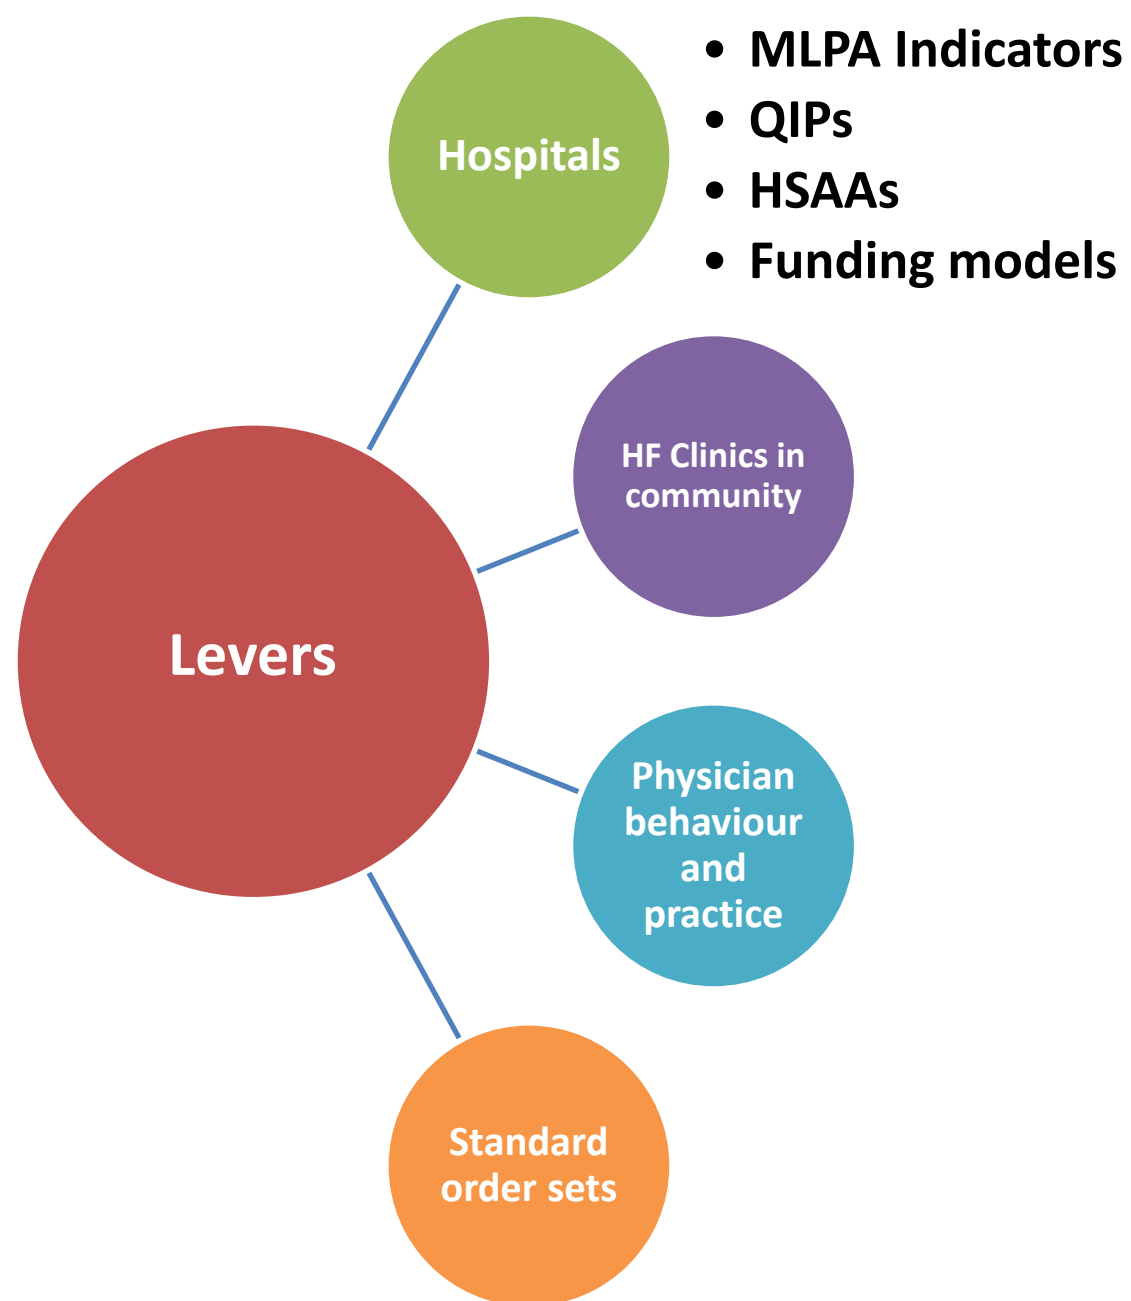 Hospitals
• MLPA Indicators
• QIPs
• HSAAs
• Funding models
HF Clinics in
community
Levers
Physician
behaviour
and
practice
Standard
order sets